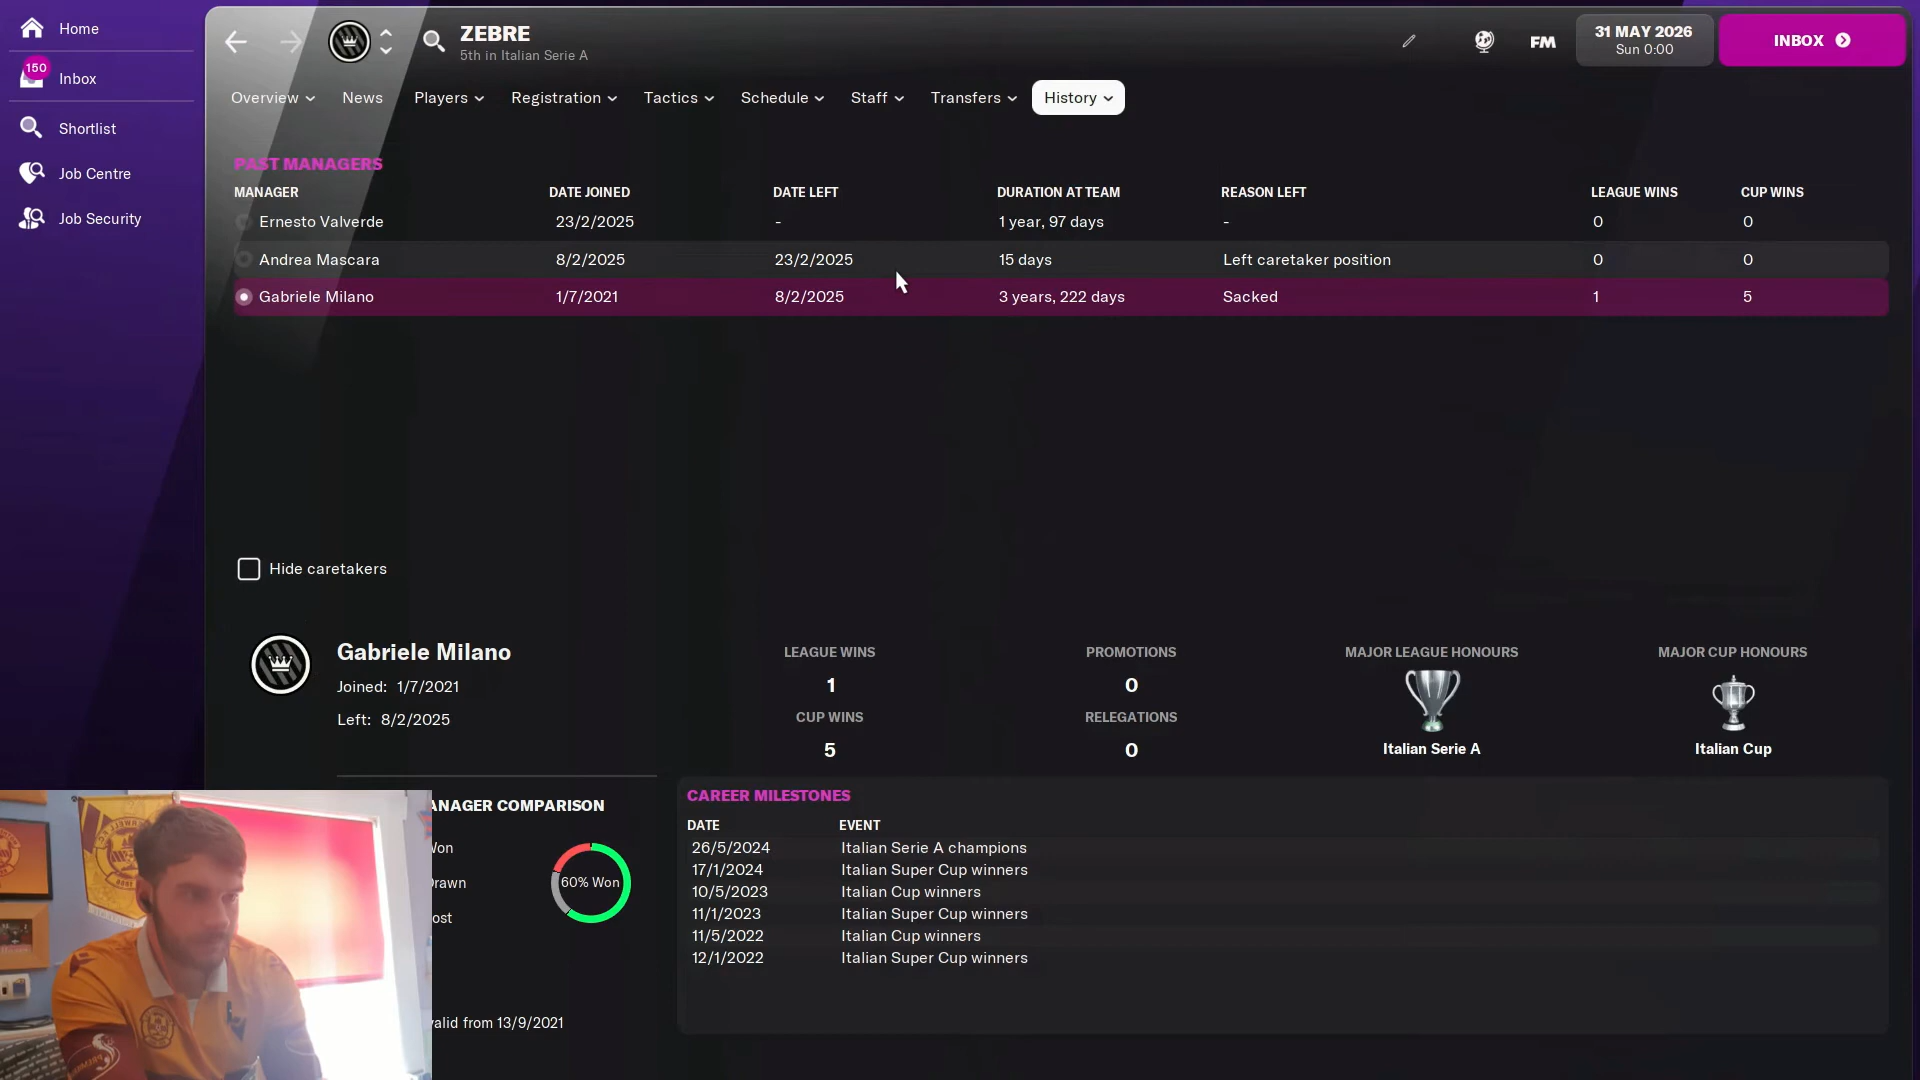 Home
150
Inbox
Shortlist
Job Centre
Job Security
ZEBRE
5th in Italian Serie A
FM
31 MAY 2026
Sun 0:00
INBOX
Overview
News
Players
Registration
Tactics
Schedule
Staff
Transfers
History
PAST MANAGERS
MANAGER DATE JOINED DATE LEFT DURATION AT TEAM REASON LEFT LEAGUE WINS CUP WINS
Ernesto Valverde 23/2/2025 - 1 year, 97 days - 0 0
Andrea Mascara 8/2/2025 23/2/2025 15 days Left caretaker position 0 0
Gabriele Milano 1/7/2021 8/2/2025 3 years, 222 days Sacked 1 5
Hide caretakers
Gabriele Milano
Joined: 1/7/2021
Left: 8/2/2025
LEAGUE WINS
1
CUP WINS
5
PROMOTIONS
0
RELEGATIONS
0
MAJOR LEAGUE HONOURS
Italian Serie A
MAJOR CUP HONOURS
Italian Cup
ANAGER COMPARISON
Won
Drawn
ost
60% Won
alid from 13/9/2021
CAREER MILESTONES
DATE EVENT
26/5/2024 Italian Serie A champions
17/1/2024 Italian Super Cup winners
10/5/2023 Italian Cup winners
11/1/2023 Italian Super Cup winners
11/5/2022 Italian Cup winners
12/1/2022 Italian Super Cup winners